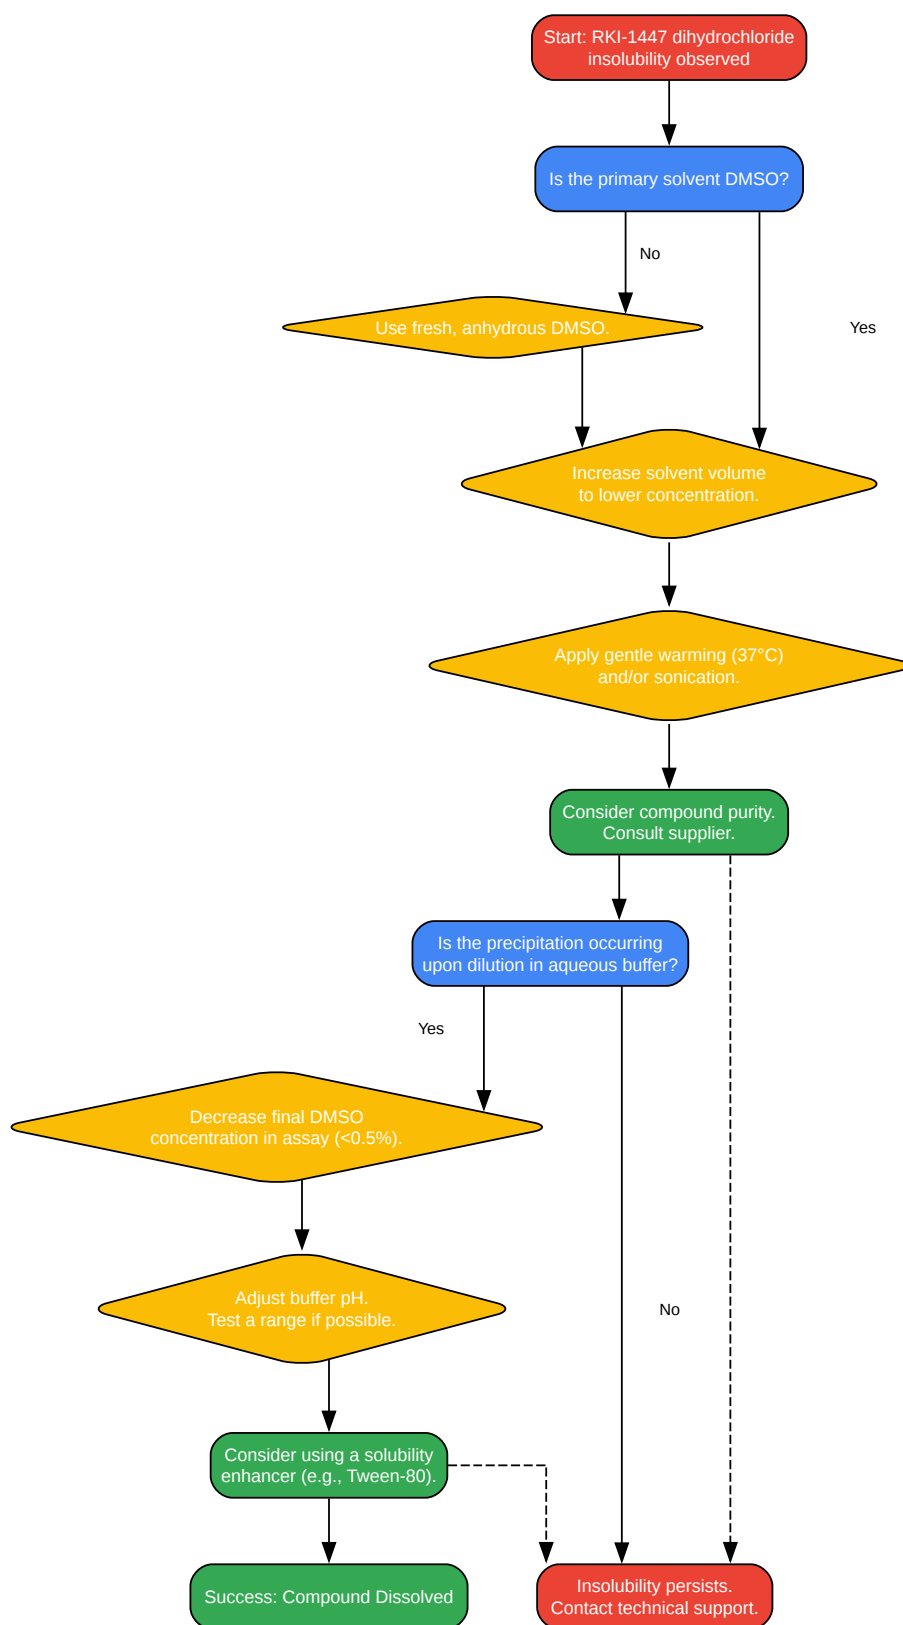 Start: RKI-1447 dihydrochloride
insolubility observed
Is the primary solvent DMSO?
No
Use fresh, anhydrous DMSO.
Yes
Increase solvent volume
to lower concentration.
Apply gentle warming (37°C)
and/or sonication.
Consider compound purity.
Consult supplier.
Is the precipitation occurring
upon dilution in aqueous buffer?
Yes
Decrease final DMSO
concentration in assay (<0.5%).
Adjust buffer pH.
Test a range if possible.
No
Consider using a solubility
enhancer (e.g., Tween-80).
Success: Compound Dissolved
Insolubility persists.
Contact technical support.